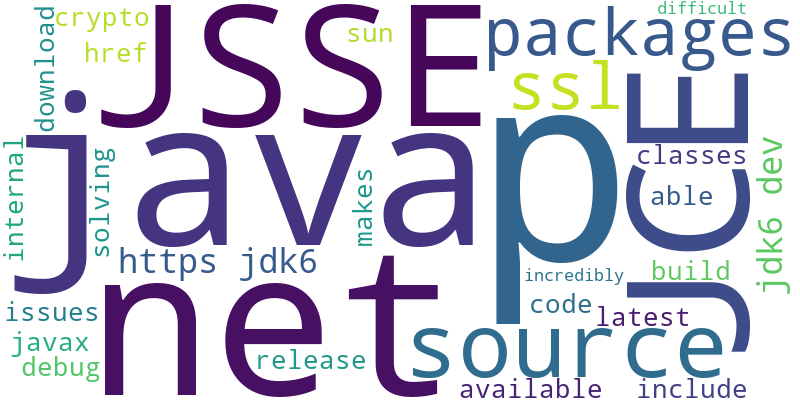 difficult
crypto
JSSE
sun
packages
href
download
ssl
java
p
JCE
internal
solving
makes
classes
jdk6 dev
able
https jdk6
net
incredibly
build
issues
code
latest
javax
source
release
debug
available
include